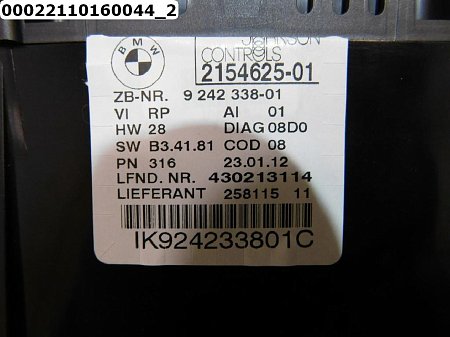 00022110160044_2
BMW
JOHNSON
CONTROLS
2154625-01
ZB-NR. 9 242 338-01
VI RP AI 01
HW 28 DIAG 08D0
SW B3.41.81 COD 08
PN 316 23.01.12
LFND. NR. 430213114
LIEFERANT 258115 11
IK924233801C